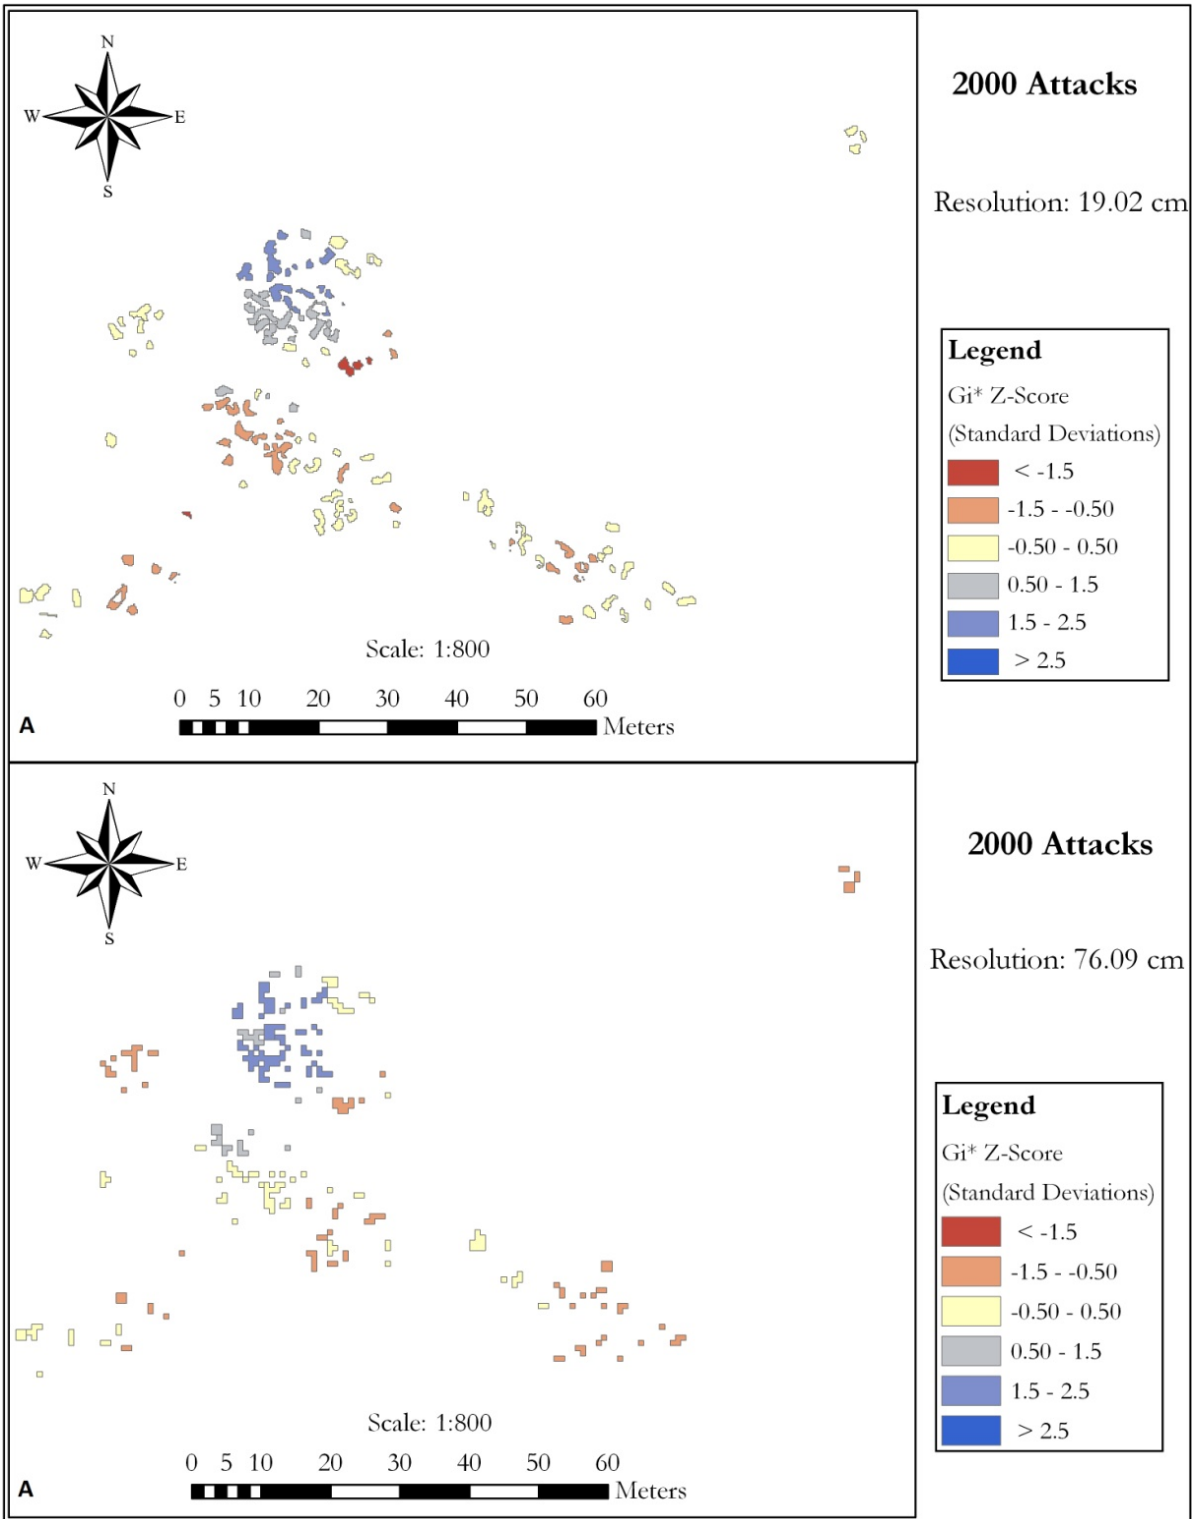 N
W E
S
2000 Attacks
Resolution: 19.02 cm
Legend
Gi* Z-Score
(Standard Deviations)
< -1.5
-1.5 - -0.50
-0.50 - 0.50
0.50 - 1.5
1.5 - 2.5
> 2.5
Scale: 1:800
0 5 10 20 30 40 50 60
Meters
A
N
W E
S
2000 Attacks
Resolution: 76.09 cm
Legend
Gi* Z-Score
(Standard Deviations)
< -1.5
-1.5 - -0.50
-0.50 - 0.50
0.50 - 1.5
1.5 - 2.5
> 2.5
Scale: 1:800
0 5 10 20 30 40 50 60
Meters
A